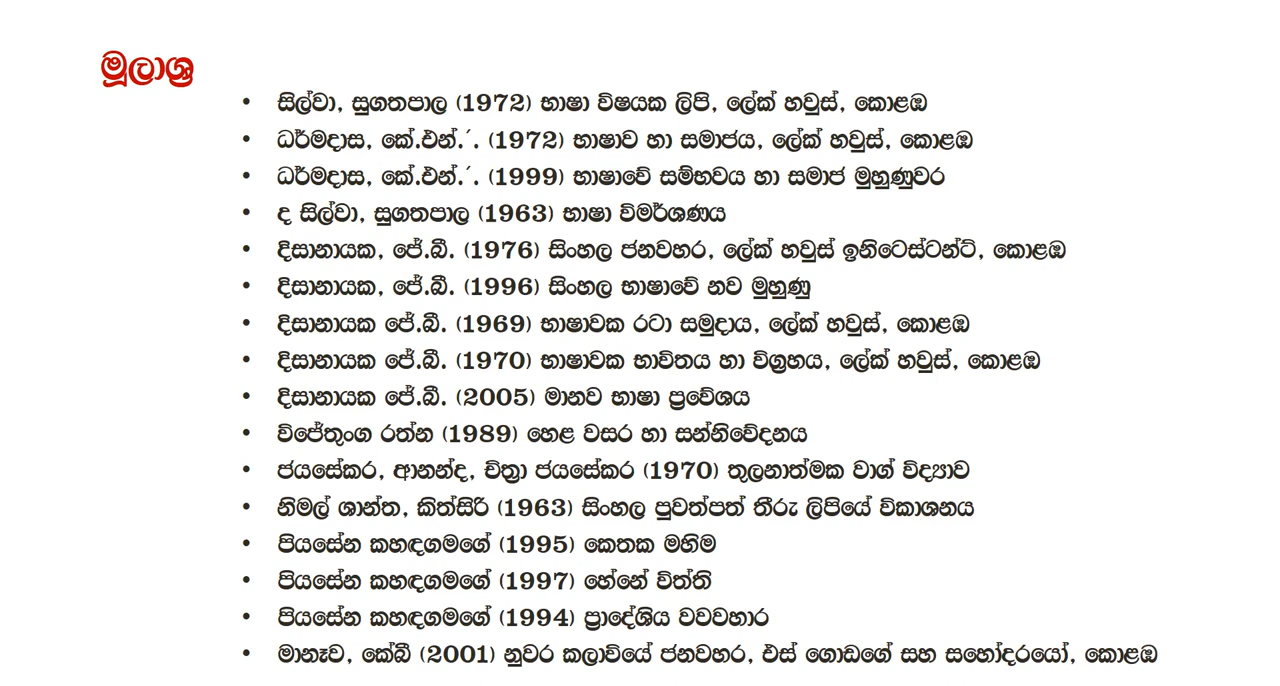 මූලාශ්‍ර
• සිල්වා, සුගතපාල (1972) භාෂා විෂයක ලිපි, ලේක් හවුස්, කොළඹ
• ධර්මදාස, කේ.එන්.´. (1972) භාෂාව හා සමාජය, ලේක් හවුස්, කොළඹ
• ධර්මදාස, කේ.එන්.´. (1999) භාෂාවේ සම්භවය හා සමාජ මුහුණුවර
• ද සිල්වා, සුගතපාල (1963) භාෂා විමර්ශණය
• දිසානායක, ජේ.බී. (1976) සිංහල ජනවහර, ලේක් හවුස් ඉනිටෙස්ටන්ට්, කොළඹ
• දිසානායක, ජේ.බී. (1996) සිංහල භාෂාවේ නව මුහුණු
• දිසානායක ජේ.බී. (1969) භාෂාවක රටා සමුදාය, ලේක් හවුස්, කොළඹ
• දිසානායක ජේ.බී. (1970) භාෂාවක භාවිතය හා විග්‍රහය, ලේක් හවුස්, කොළඹ
• දිසානායක ජේ.බී. (2005) මානව භාෂා ප්‍රවේශය
• විජේතුංග රත්න (1989) හෙළ වසර හා සන්නිවේදනය
• ජයසේකර, ආනන්ද, චිත්‍රා ජයසේකර (1970) තුලනාත්මක වාග් විද්‍යාව
• නිමල් ශාන්ත, කිත්සිරි (1963) සිංහල පුවත්පත් තීරු ලිපියේ විකාශනය
• පියසේන කහඳගමගේ (1995) කෙතක මහිම
• පියසේන කහඳගමගේ (1997) හේනේ විත්ති
• පියසේන කහඳගමගේ (1994) ප්‍රාදේශිය වවවහාර
• මානෑව, කේබී (2001) නුවර කලාවියේ ජනවහර, එස් ගොඩගේ සහ සහෝදරයෝ, කොළඹ